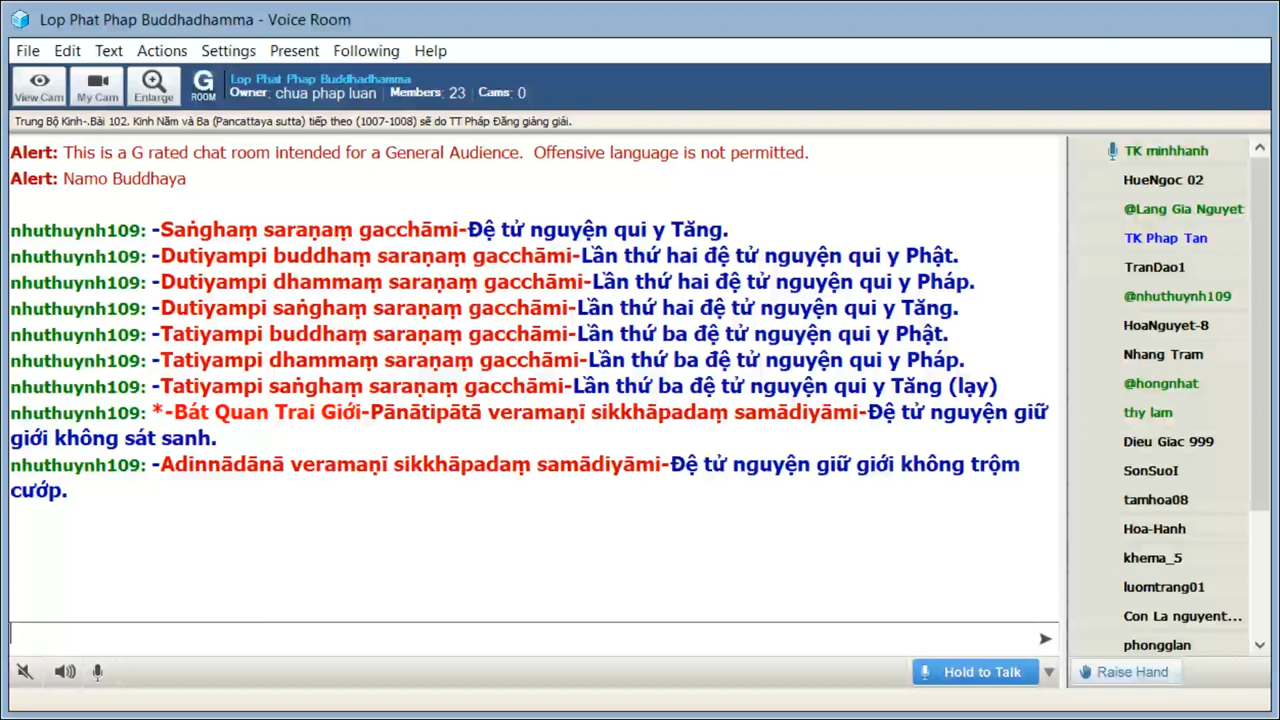 Lop Phat Phap Buddhadhamma - Voice Room
File Edit Text Actions Settings Present Following Help
View Cam My Cam Enlarge G ROOM
Lop Phat Phap Buddhadhamma
Owner: chua phap luan Members: 23 Cams: 0
Trung Bộ Kinh-.Bài 102. Kinh Năm và Ba (Pancattaya sutta) tiếp theo (1007-1008) sẽ do TT Pháp Đăng giảng giải.
Alert: This is a G rated chat room intended for a General Audience. Offensive language is not permitted.
Alert: Namo Buddhaya
nhuthuynh109: -Saṅghaṃ saraṇaṃ gacchāmi-Đệ tử nguyện qui y Tăng.
nhuthuynh109: -Dutiyampi buddhaṃ saraṇaṃ gacchāmi-Lần thứ hai đệ tử nguyện qui y Phật.
nhuthuynh109: -Dutiyampi dhammaṃ saraṇaṃ gacchāmi-Lần thứ hai đệ tử nguyện qui y Pháp.
nhuthuynh109: -Dutiyampi saṅghaṃ saraṇaṃ gacchāmi-Lần thứ hai đệ tử nguyện qui y Tăng.
nhuthuynh109: -Tatiyampi buddhaṃ saraṇaṃ gacchāmi-Lần thứ ba đệ tử nguyện qui y Phật.
nhuthuynh109: -Tatiyampi dhammaṃ saraṇaṃ gacchāmi-Lần thứ ba đệ tử nguyện qui y Pháp.
nhuthuynh109: -Tatiyampi saṅghaṃ saraṇaṃ gacchāmi-Lần thứ ba đệ tử nguyện qui y Tăng (lạy)
nhuthuynh109: *-Bát Quan Trai Giới-Pānātipātā veramaṇī sikkhāpadaṃ samādiyāmi-Đệ tử nguyện giữ
giới không sát sanh.
nhuthuynh109: -Adinnādānā veramaṇī sikkhāpadaṃ samādiyāmi-Đệ tử nguyện giữ giới không trộm
cướp.
TK minhhanh
HueNgoc 02
@Lang Gia Nguyet
TK Phap Tan
TranDao1
@nhuthuynh109
HoaNguyet-8
Nhang Tram
@hongnhat
thy lam
Dieu Giac 999
SonSuoI
tamhoa08
Hoa-Hanh
khema_5
luomtrang01
Con La nguyent...
phongglan
Hold to Talk
Raise Hand